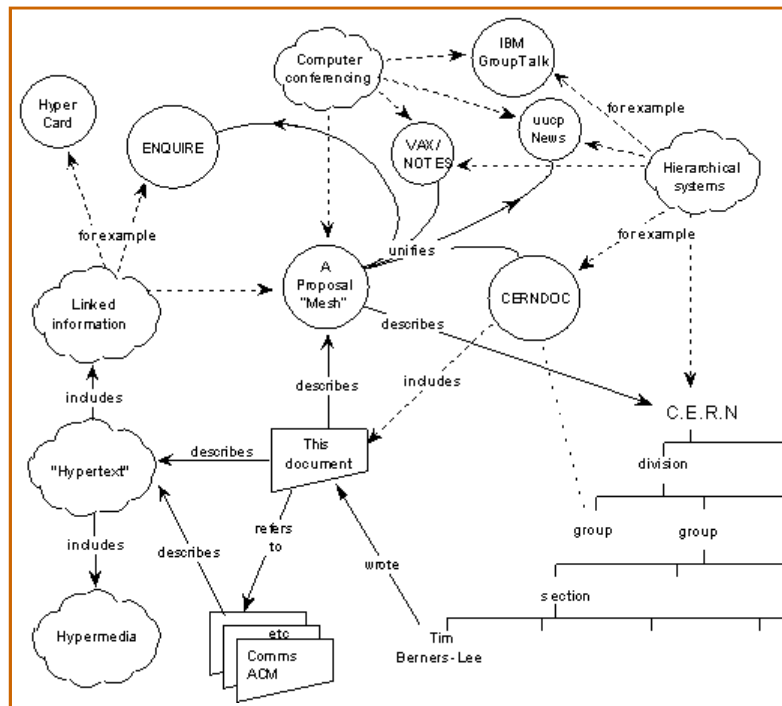 IBM
GroupTalk
Computer
conferencing
Hyper
Card
for example
uucp
News
ENQUIRE
VAX/
NOTES
Hierarchical
systems
unifies
for example
for example
A
Proposal
"Mesh"
CERNDOC
Linked
information
describes
includes
describes
includes
C.E.R.N
This
document
describes
division
"Hypertext"
refers
to
group
group
includes
describes
wrote
section
Hypermedia
etc
Comms
ACM
Tim
Berners-Lee